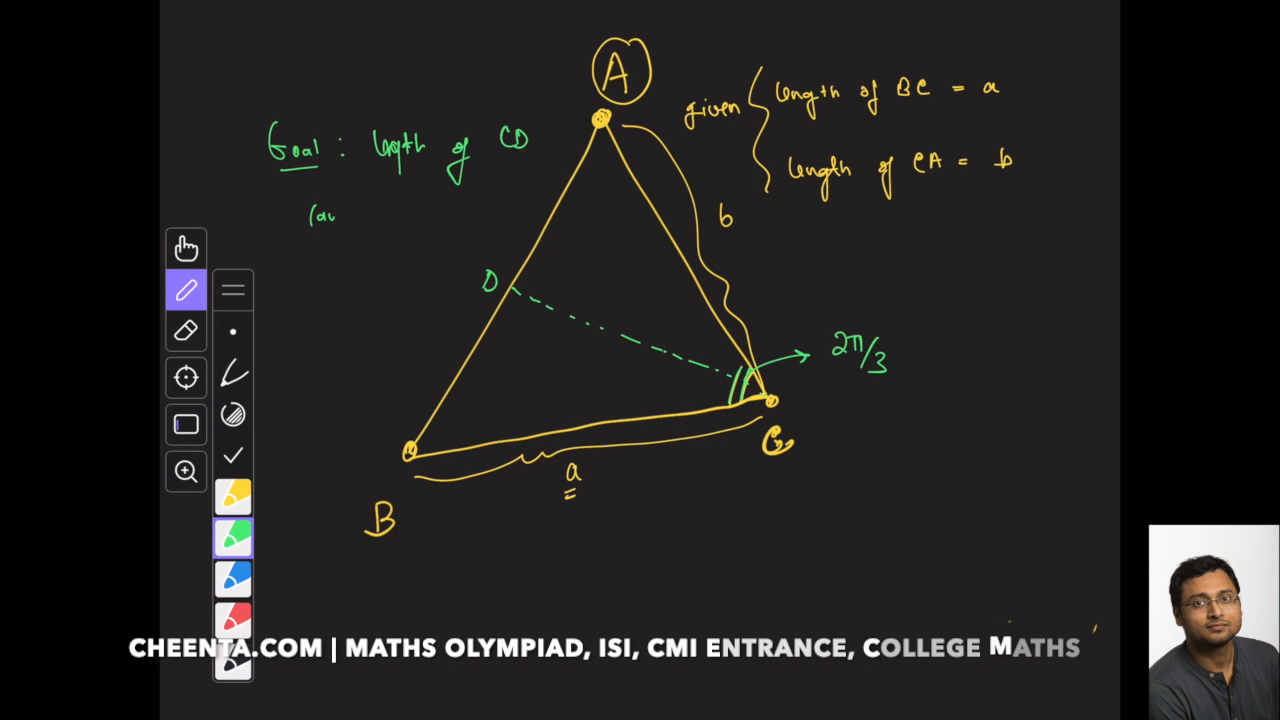 A
given
length of BC = a
length of CA = b
Goal: length of CD
b
D
2π/3
C
a
B
CHEENTA.COM | MATHS OLYMPIAD, ISI, CMI ENTRANCE, COLLEGE MATHS